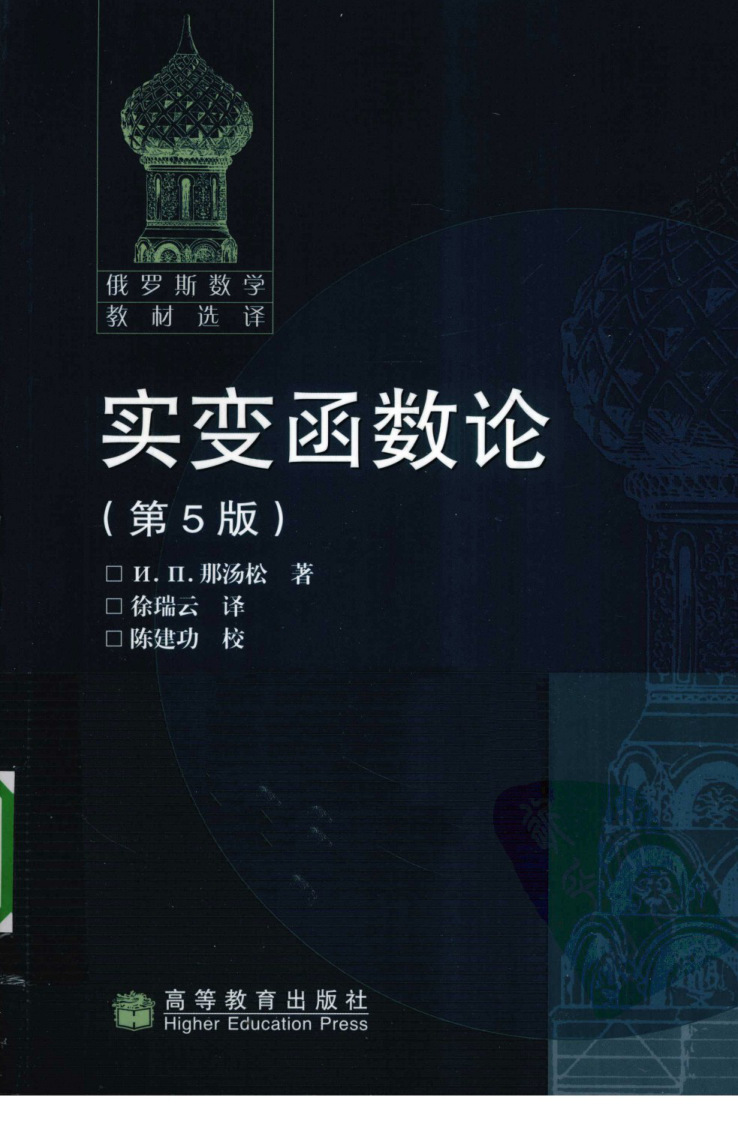 俄罗斯数学
教材选译
实变函数论
(第5版)
□ И. П. 那汤松 著
□ 徐瑞云 译
□ 陈建功 校
高等教育出版社
Higher Education Press